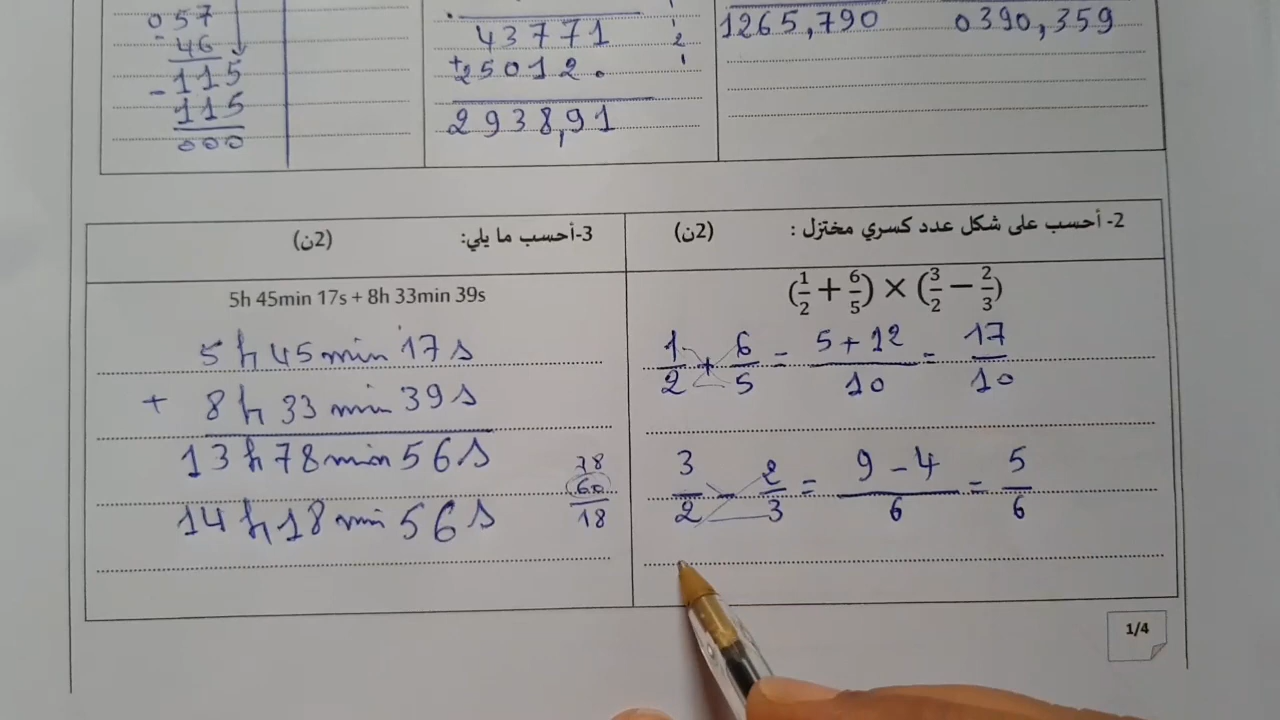 057
- 46
- 115
115
000
43771
+ 25012.
2938,91
1
2
1
1265,790
0390,359
2- أحسب على شكل عدد كسري مختزل : (2ن)
(1/2 + 6/5) × (3/2 − 2/3)
1/2 + 6/5 = 5+12/10 = 17/10
3/2 - 2/3 = 9-4/6 = 5/6
3-أحسب ما يلي: (2ن)
5h 45min 17s + 8h 33min 39s
5 h 45 min 17 s
+ 8 h 33 min 39 s
13 h 78 min 56 s
14 h 18 min 56 s
78
60
18
1/4